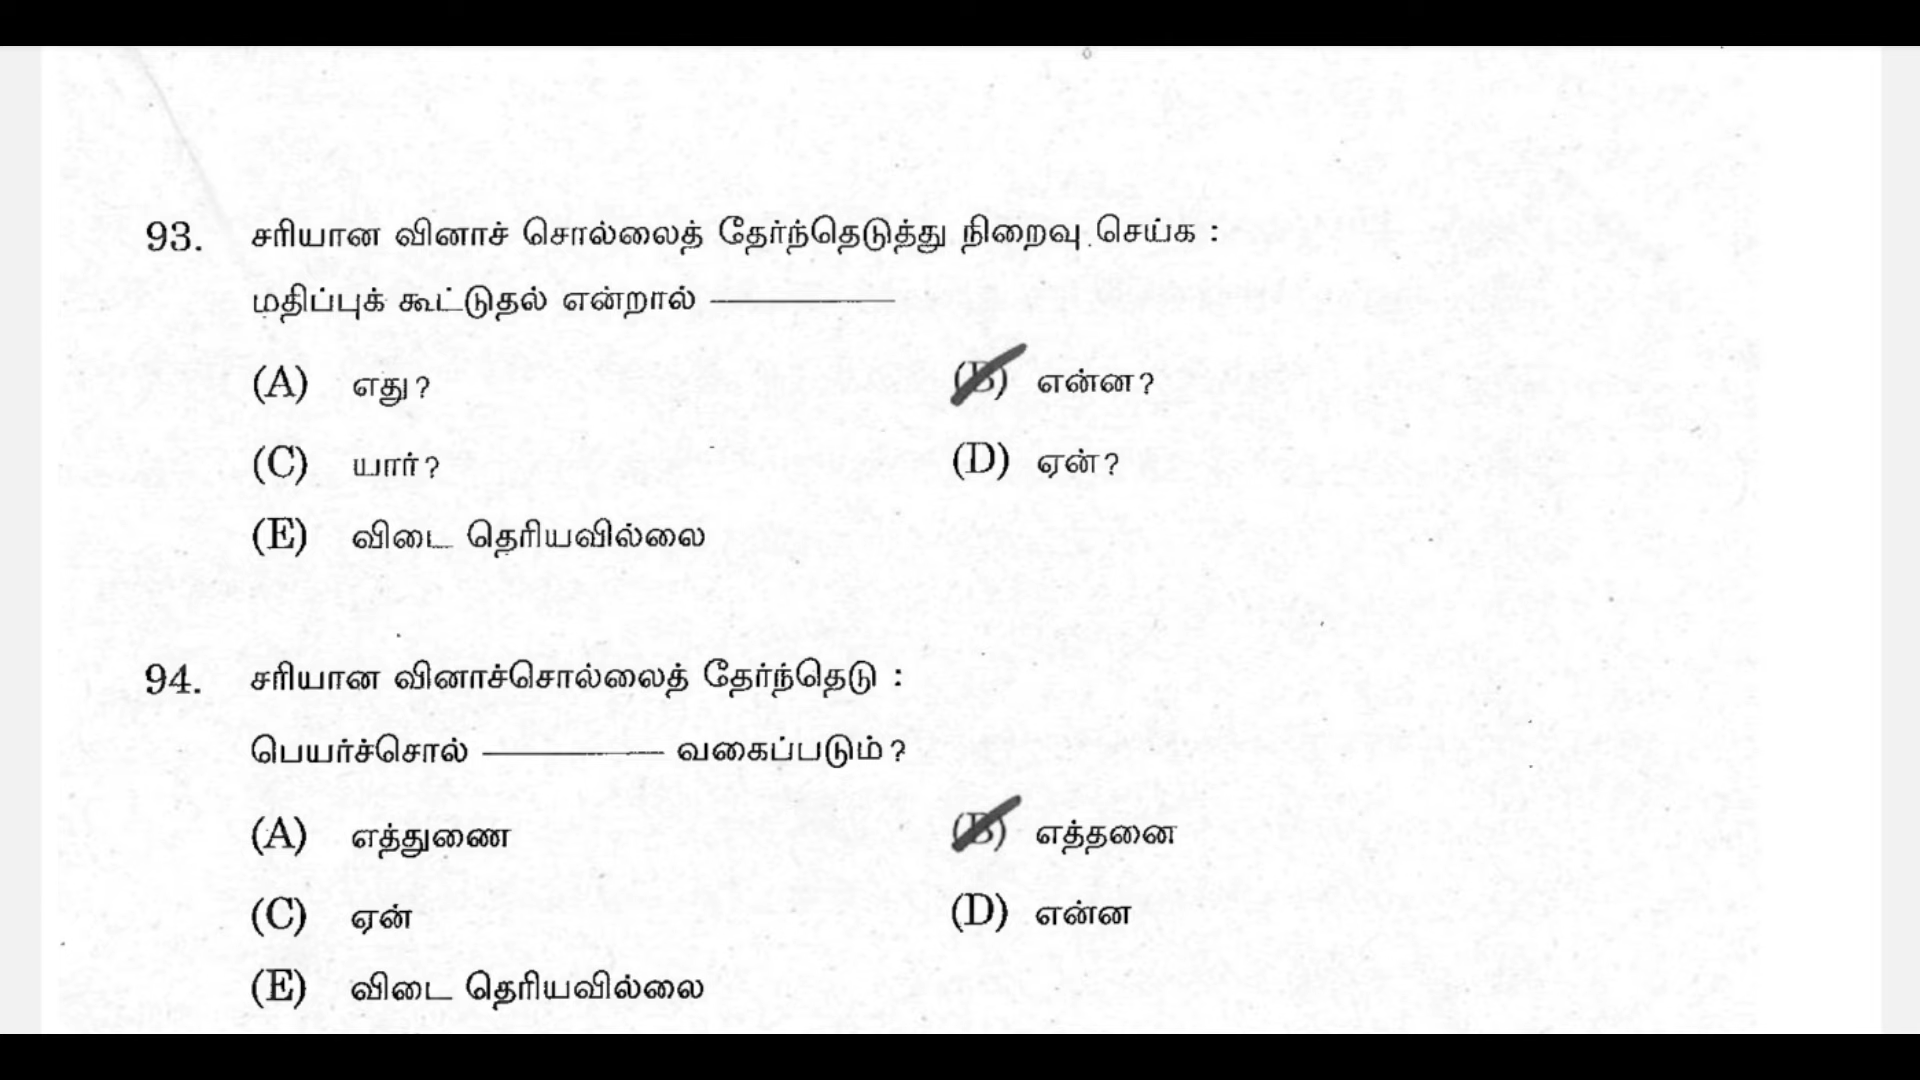 93. சரியான வினாச் சொல்லைத் தேர்ந்தெடுத்து நிறைவு செய்க :
மதிப்புக் கூட்டுதல் என்றால் ————
(A) எது? (B) என்ன?
(C) யார்? (D) ஏன்?
(E) விடை தெரியவில்லை
94. சரியான வினாச்சொல்லைத் தேர்ந்தெடு :
பெயர்ச்சொல் ———— வகைப்படும்?
(A) எத்துணை (B) எத்தனை
(C) ஏன் (D) என்ன
(E) விடை தெரியவில்லை